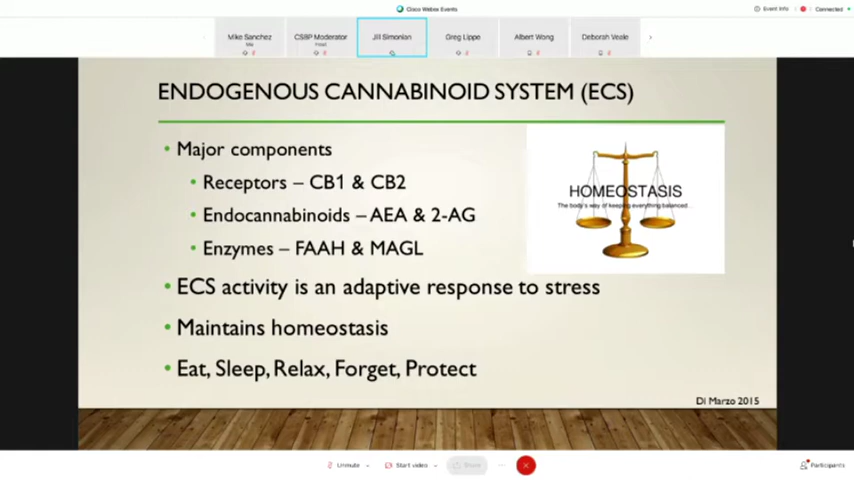 Cisco Webex Events
Event Info
Connected
Mike Sanchez
Me
CSBP Moderator
Host
Jill Simonian
Greg Lippe
Albert Wong
Deborah Veale
ENDOGENOUS CANNABINOID SYSTEM (ECS)
• Major components
• Receptors – CB1 & CB2
• Endocannabinoids – AEA & 2-AG
• Enzymes – FAAH & MAGL
HOMEOSTASIS
The body's way of keeping everything balanced...
• ECS activity is an adaptive response to stress
• Maintains homeostasis
• Eat, Sleep, Relax, Forget, Protect
Di Marzo 2015
Unmute
Start video
Share
Participants